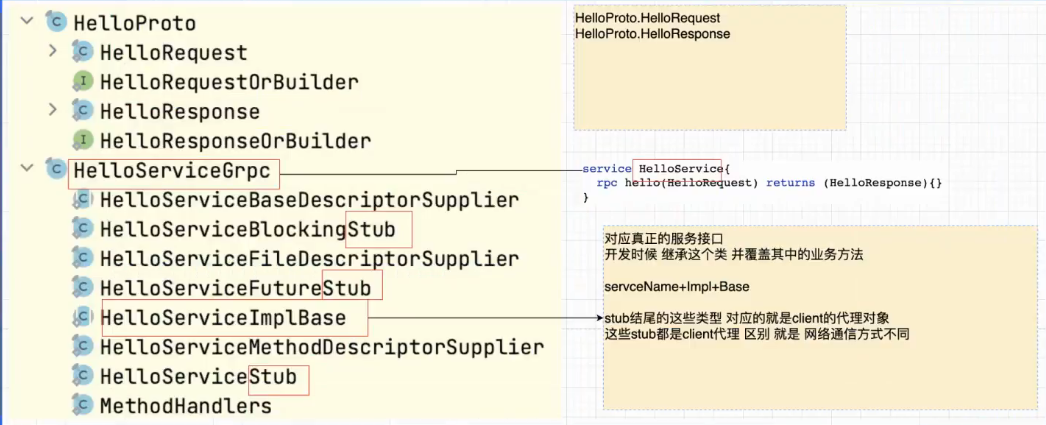 HelloProto
HelloRequest
HelloRequestOrBuilder
HelloResponse
HelloResponseOrBuilder
HelloServiceGrpc
HelloServiceBaseDescriptorSupplier
HelloServiceBlockingStub
HelloServiceFileDescriptorSupplier
HelloServiceFutureStub
HelloServiceImplBase
HelloServiceMethodDescriptorSupplier
HelloServiceStub
MethodHandlers
HelloProto.HelloRequest
HelloProto.HelloResponse
service HelloService{
rpc hello(HelloRequest) returns (HelloResponse){}
}
对应真正的服务接口
开发时候 继承这个类 并覆盖其中的业务方法
servceName+Impl+Base
stub结尾的这些类型 对应的就是client的代理对象
这些stub都是client代理 区别 就是 网络通信方式不同